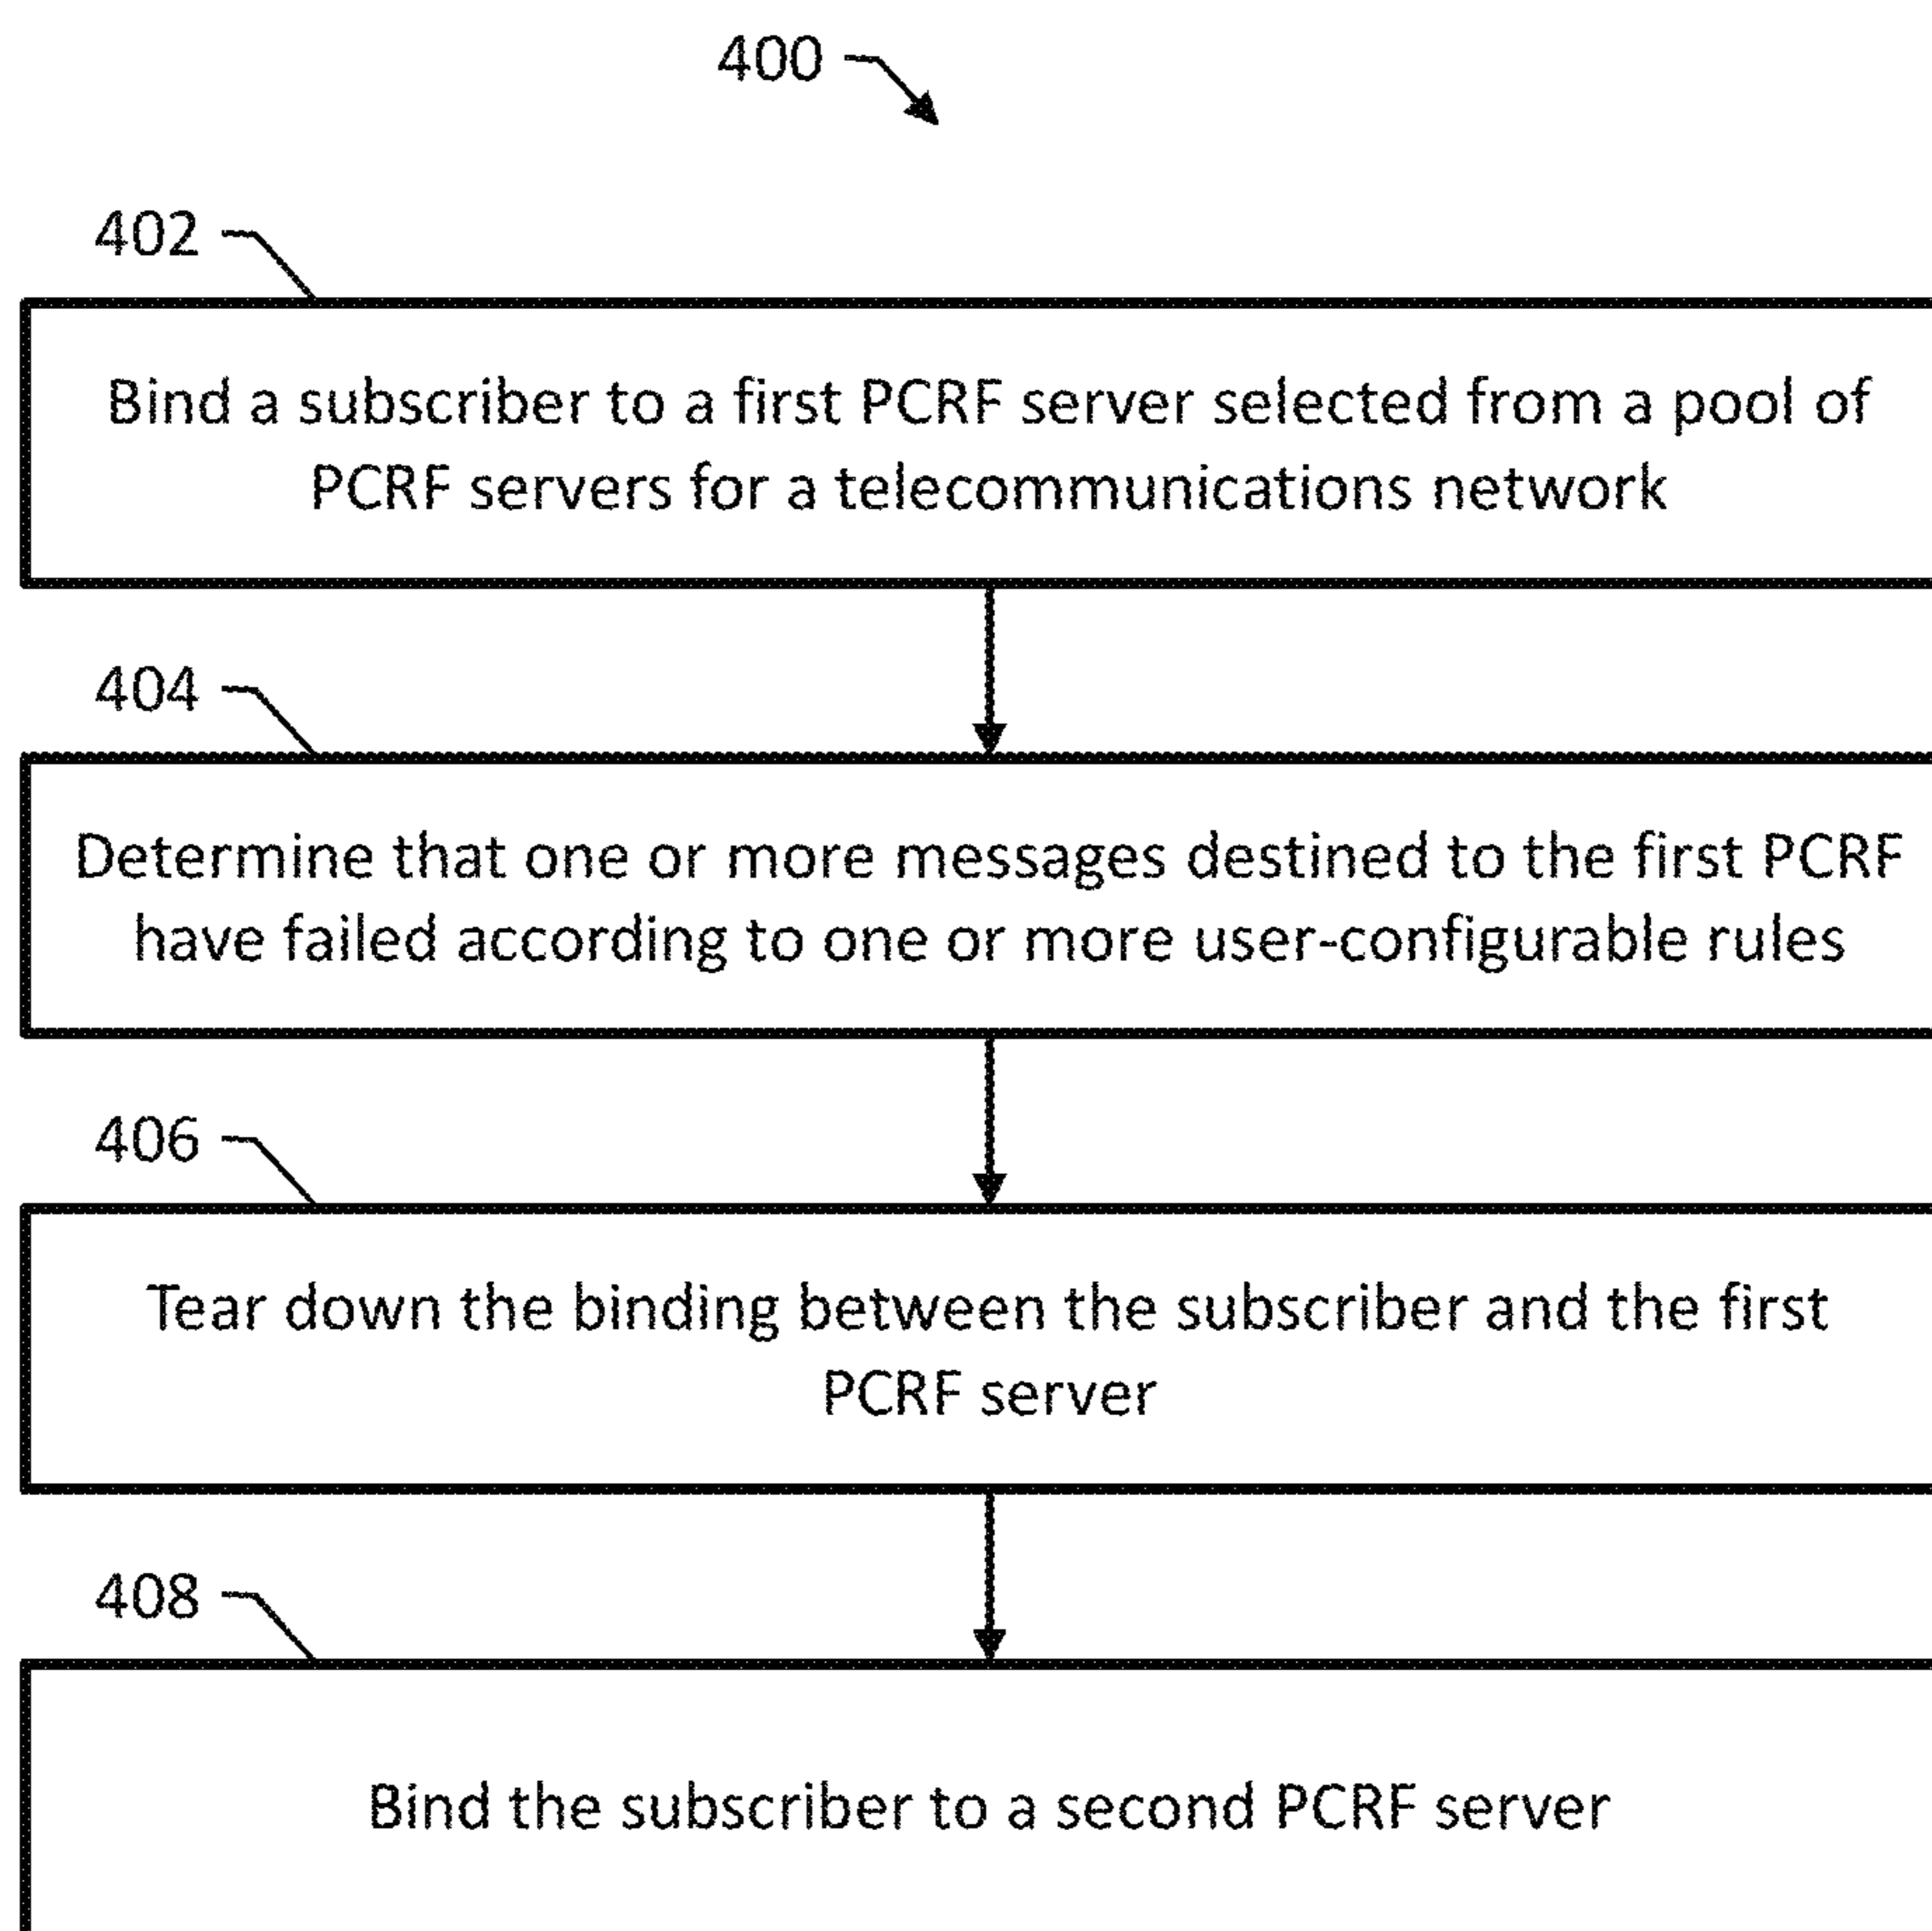 400
402
Bind a subscriber to a first PCRF server selected from a pool of
PCRF servers for a telecommunications network
404
Determine that one or more messages destined to the first PCRF
have failed according to one or more user-configurable rules
406
Tear down the binding between the subscriber and the first
PCRF server
408
Bind the subscriber to a second PCRF server